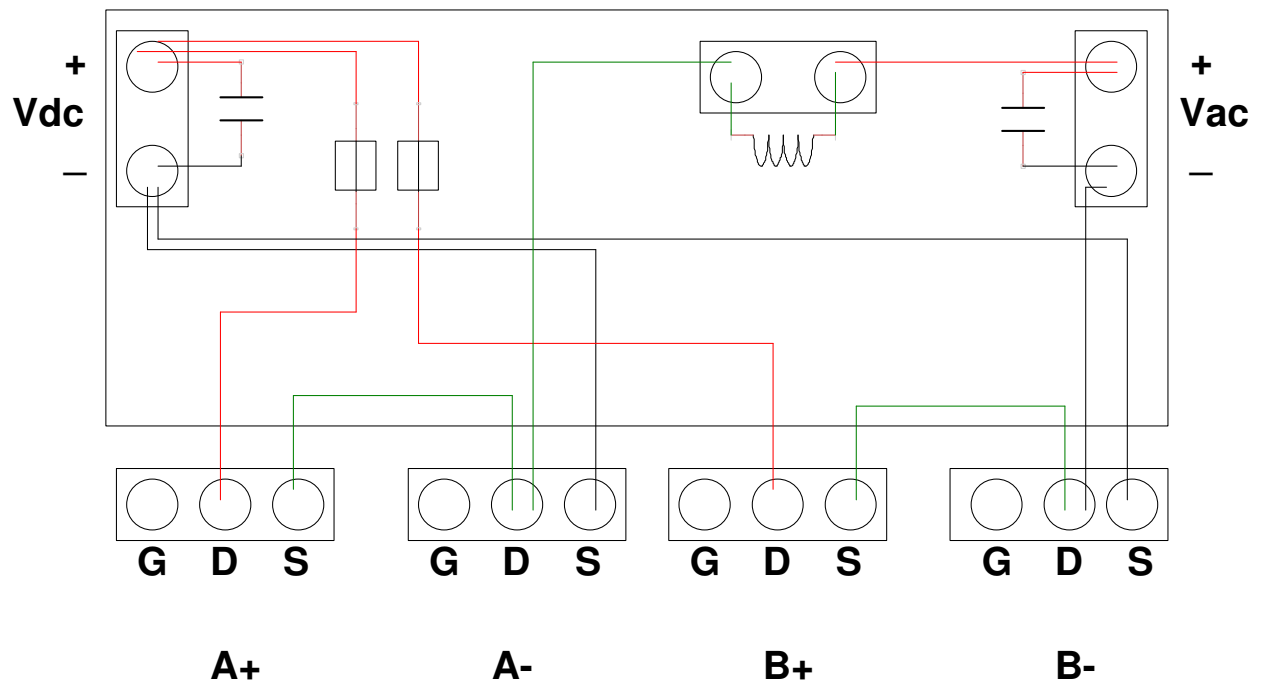 + +
Vdc Vac
– –
G D S G D S G D S G D S
A+ A- B+ B-